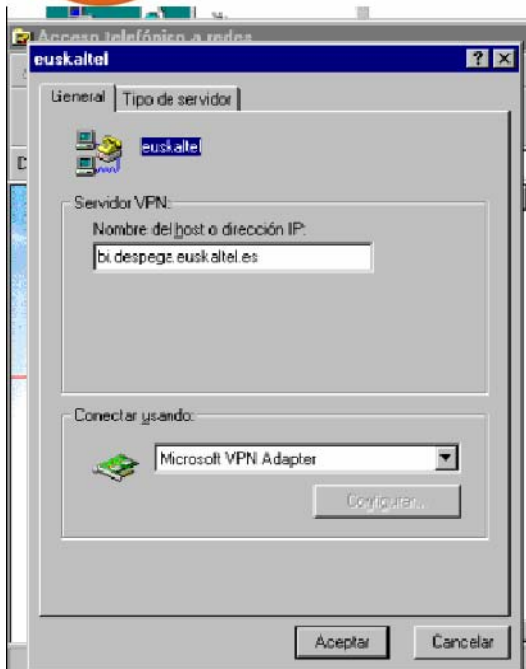 Acceso telefónico a redes
euskaltel
General
Tipo de servidor
euskaltel
Servidor VPN:
Nombre del host o dirección IP:
bi.despega.euskaltel.es
Conectar usando:
Microsoft VPN Adapter
Configurar...
Aceptar
Cancelar